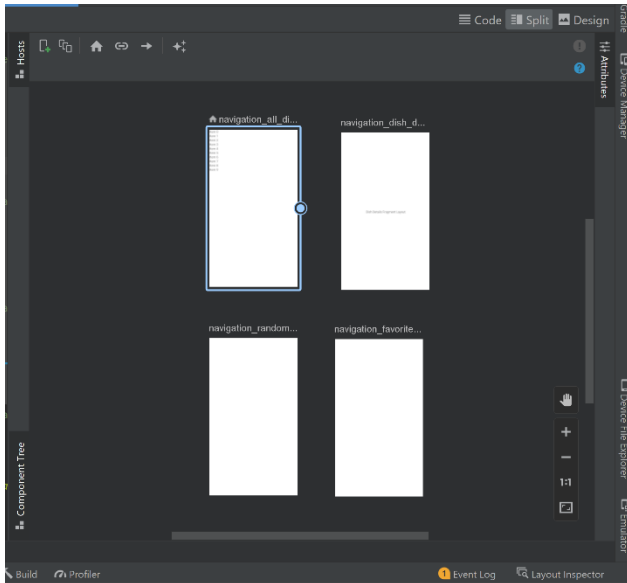 Code Split Design
Gradle
Hosts
Attributes
Device Manager
navigation_all_di...
navigation_dish_d...
navigation_random...
navigation_favorite...
1:1
Device File Explorer
Component Tree
Emulator
Build Profiler
1 Event Log Layout Inspector